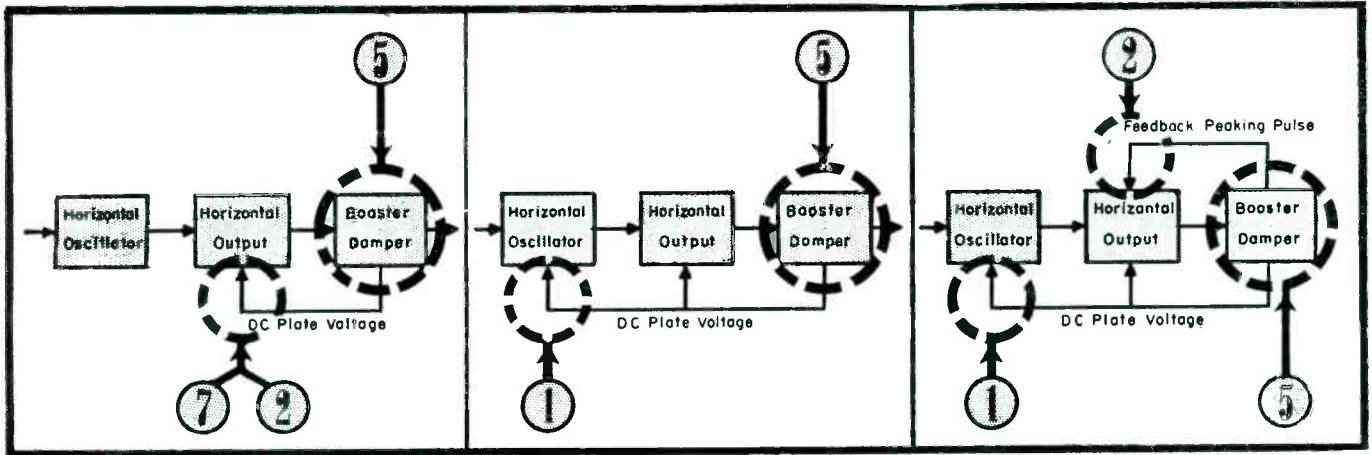 5
Horizontal
Oscillator
Horizontal
Output
Booster
Damper
DC Plate Voltage
7
2
5
Horizontal
Oscillator
Horizontal
Output
Booster
Damper
DC Plate Voltage
1
2
Feedback Peaking Pulse
Horizontal
Oscillator
Horizontal
Output
Booster
Damper
DC Plate Voltage
1
5